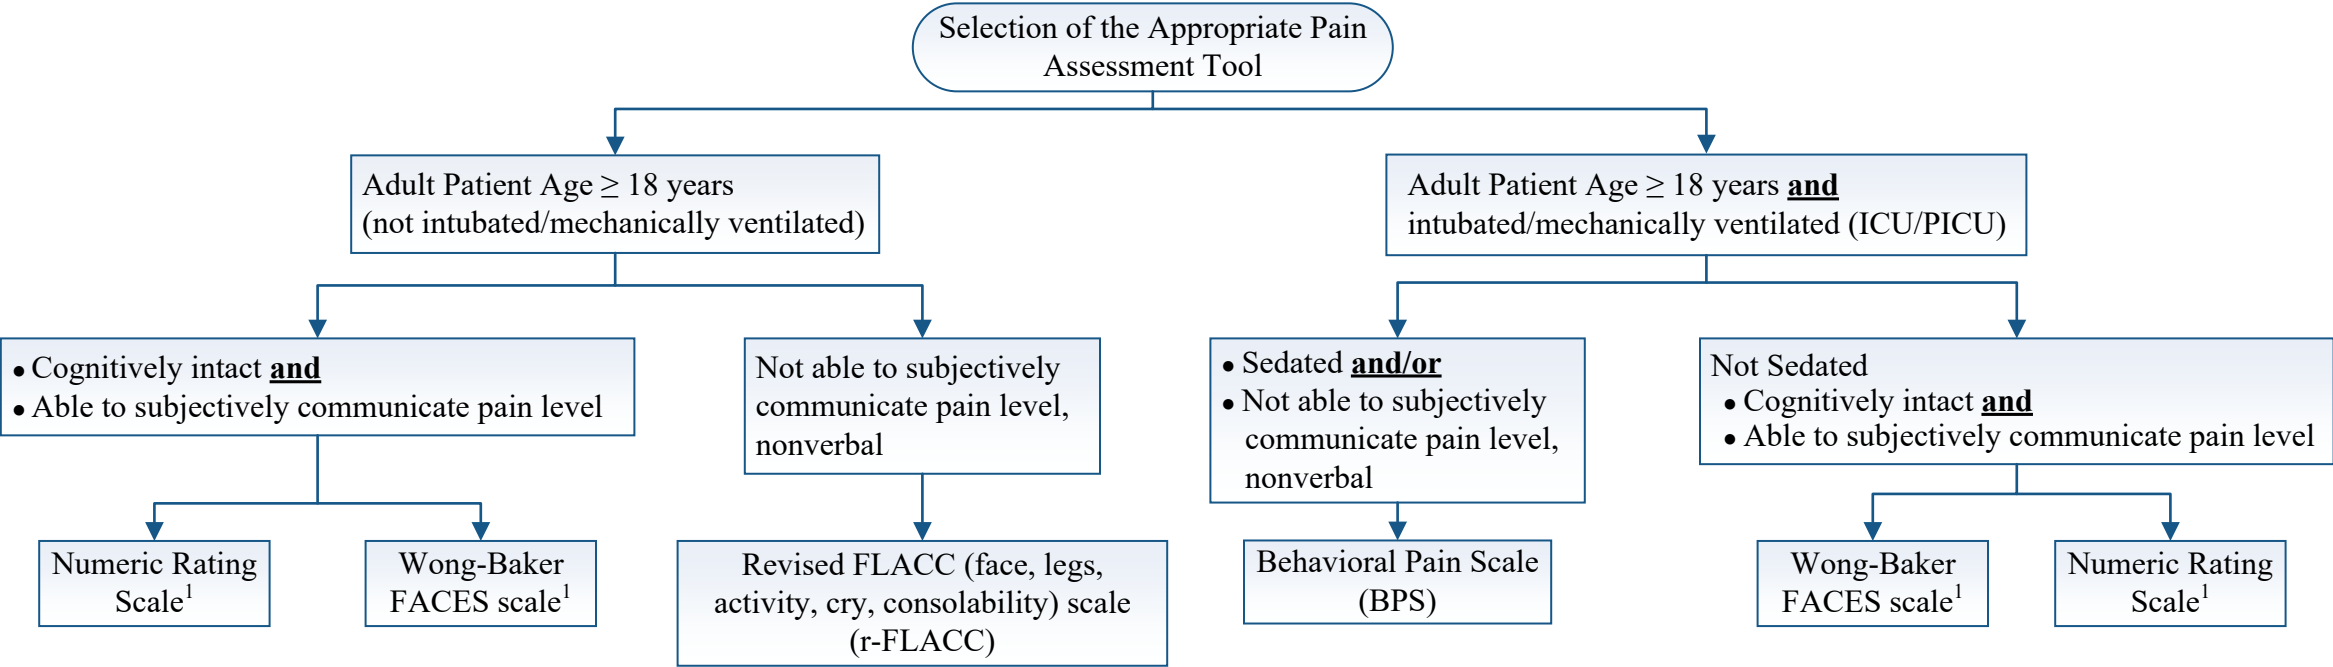 Selection of the Appropriate Pain
Assessment Tool
Adult Patient Age ≥ 18 years
(not intubated/mechanically ventilated)
Adult Patient Age ≥ 18 years and
intubated/mechanically ventilated (ICU/PICU)
• Cognitively intact and
• Able to subjectively communicate pain level
Not able to subjectively
communicate pain level,
nonverbal
• Sedated and/or
• Not able to subjectively
communicate pain level,
nonverbal
Not Sedated
• Cognitively intact and
• Able to subjectively communicate pain level
Numeric Rating
Scale¹
Wong-Baker
FACES scale¹
Revised FLACC (face, legs,
activity, cry, consolability) scale
(r-FLACC)
Behavioral Pain Scale
(BPS)
Wong-Baker
FACES scale¹
Numeric Rating
Scale¹